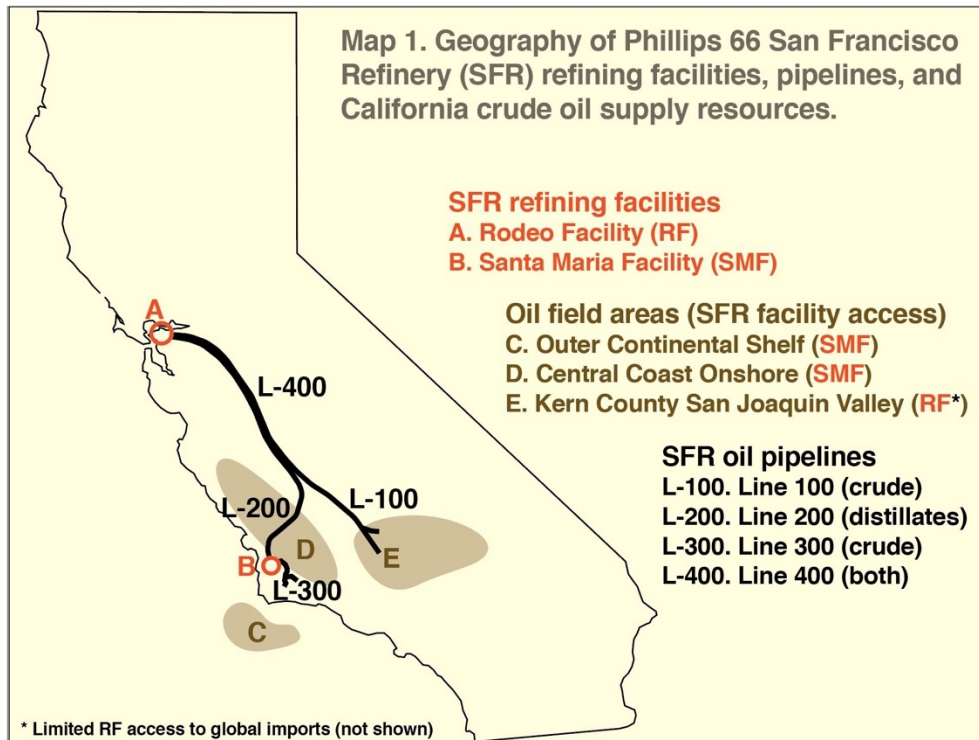 Map 1. Geography of Phillips 66 San Francisco
Refinery (SFR) refining facilities, pipelines, and
California crude oil supply resources.
SFR refining facilities
A. Rodeo Facility (RF)
B. Santa Maria Facility (SMF)
Oil field areas (SFR facility access)
C. Outer Continental Shelf (SMF)
D. Central Coast Onshore (SMF)
E. Kern County San Joaquin Valley (RF*)
SFR oil pipelines
L-100. Line 100 (crude)
L-200. Line 200 (distillates)
L-300. Line 300 (crude)
L-400. Line 400 (both)
A
L-400
L-200
L-100
D
E
B
L-300
C
* Limited RF access to global imports (not shown)